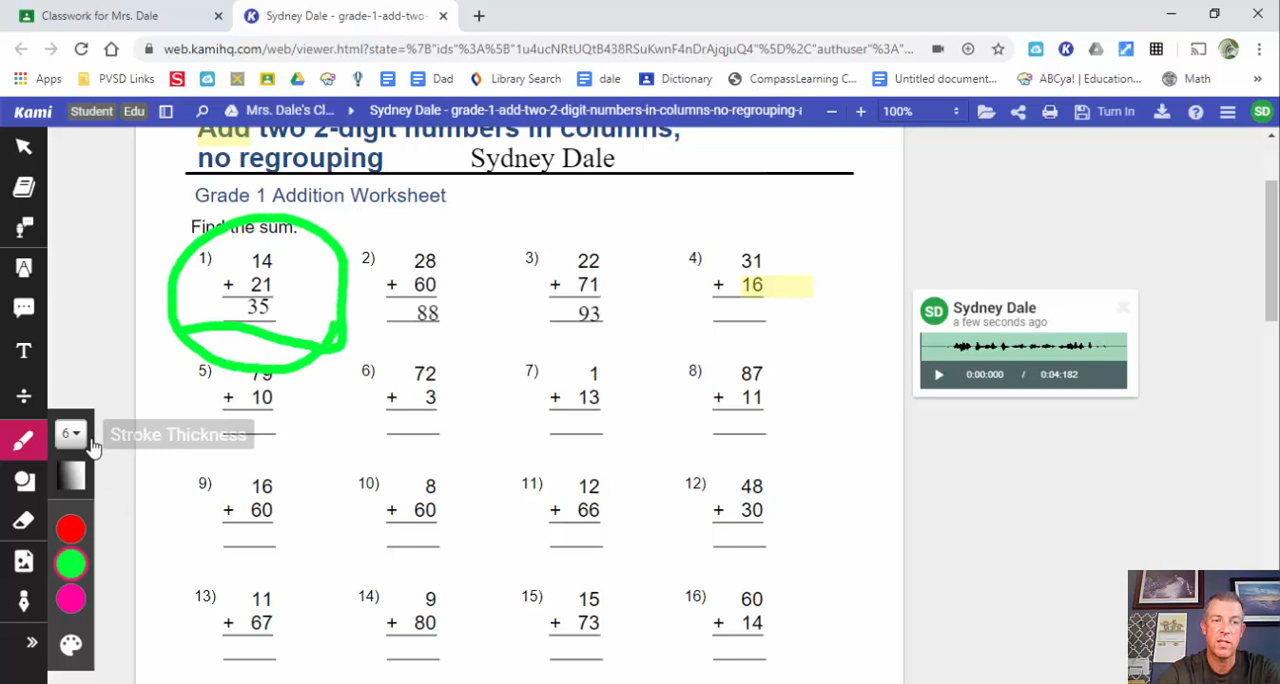 Classwork for Mrs. Dale
Sydney Dale - grade-1-add-two-
web.kamihq.com/web/viewer.html?state=%7B"ids"%3A%5B"1u4ucNRtUQtB438RSuKwnF4nDrAjqjuQ4"%5D%2C"authuser"%3A"...
Apps PVSD Links Dad Library Search dale Dictionary CompassLearning C... Untitled document... ABCya! | Education... Math »
Kami Student Edu Mrs. Dale's Cl... Sydney Dale - grade-1-add-two-2-digit-numbers-in-columns-no-regrouping-a 100% Turn In SD
Add two 2-digit numbers in columns,
no regrouping Sydney Dale
Grade 1 Addition Worksheet
Find the sum.
1) 14 2) 28 3) 22 4) 31
+ 21 + 60 + 71 + 16
35 88 93
SD Sydney Dale
a few seconds ago
0:00:000 / 0:04:182
5) 79 6) 72 7) 1 8) 87
+ 10 + 3 + 13 + 11
6 Stroke Thickness
9) 16 10) 8 11) 12 12) 48
+ 60 + 60 + 66 + 30
13) 11 14) 9 15) 15 16) 60
+ 67 + 80 + 73 + 14